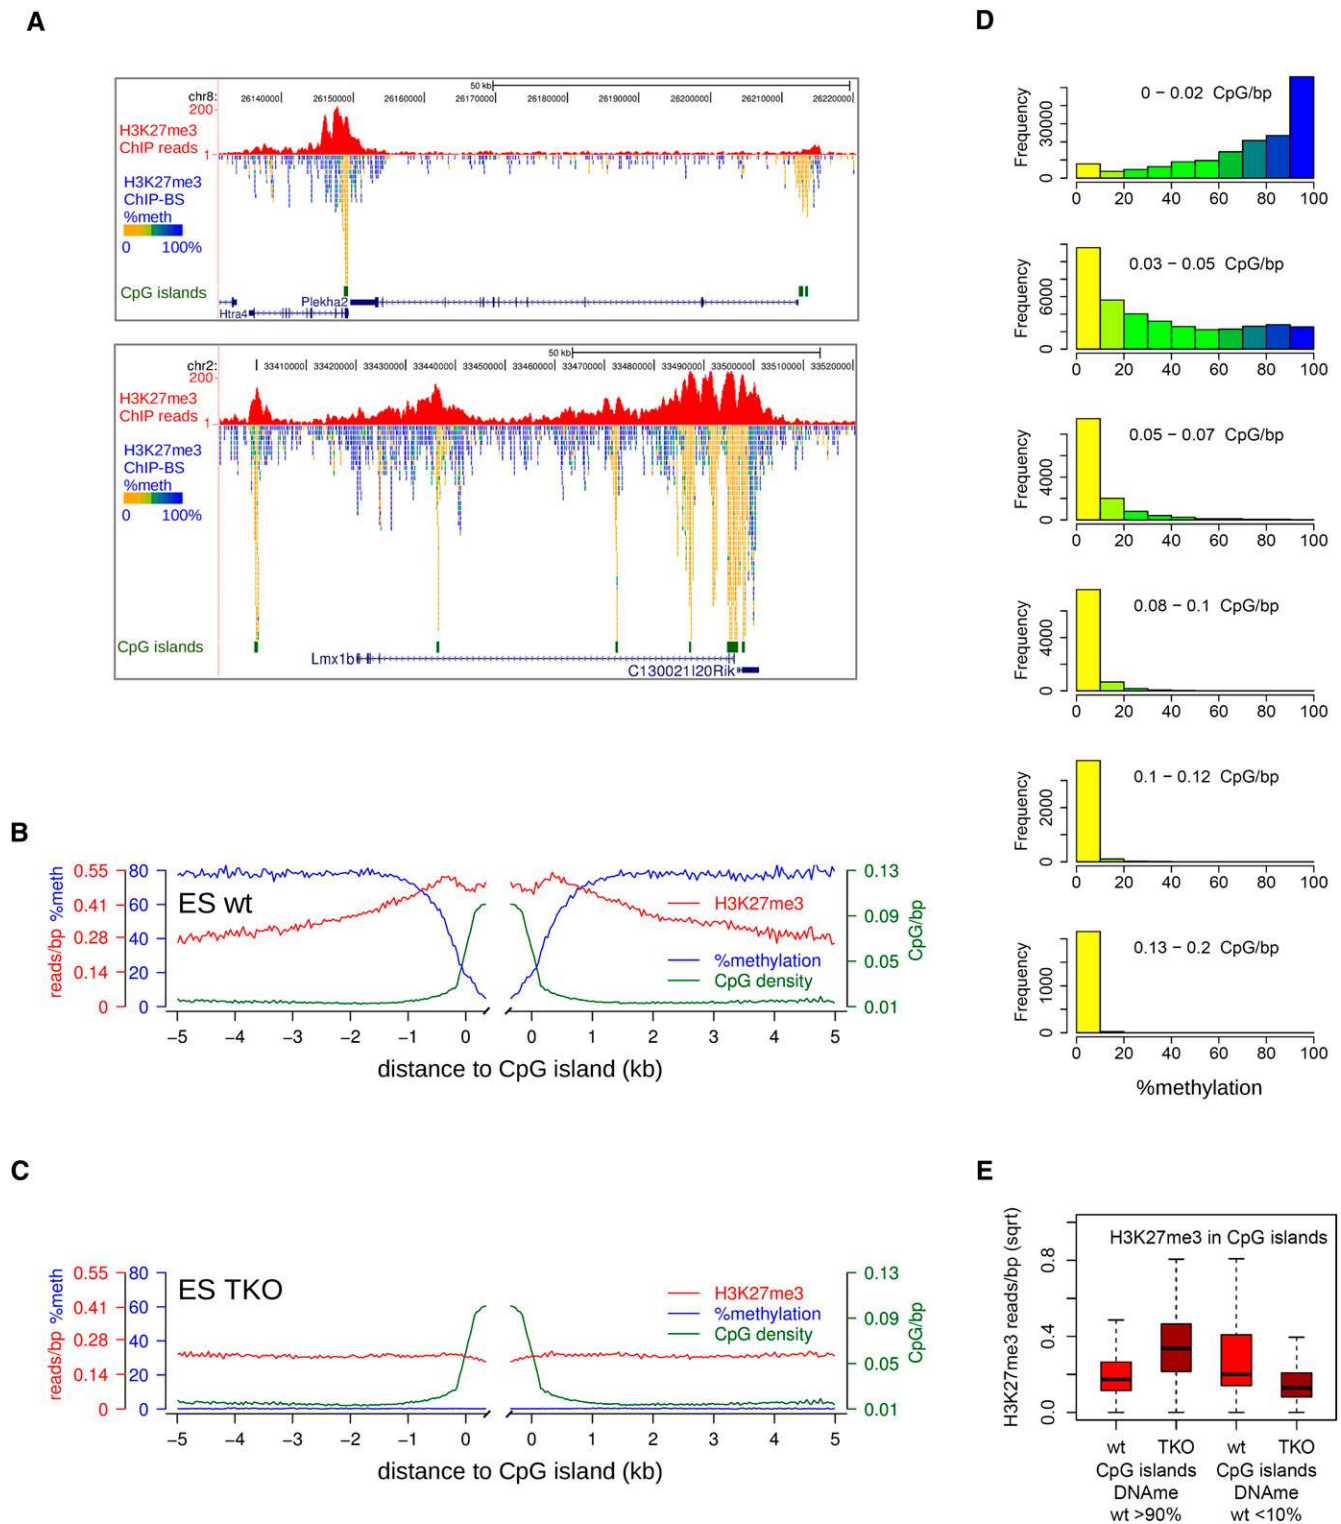 A
50 kb
chr8: 26140000 26150000 26160000 26170000 26180000 26190000 26200000 26210000 26220000
200
H3K27me3
ChIP reads
1
H3K27me3
ChIP-BS
%meth
0 100%
CpG islands
Plekha2
Htra4
50 kb
chr2: 33410000 33420000 33430000 33440000 33450000 33460000 33470000 33480000 33490000 33500000 33510000 33520000
200
H3K27me3
ChIP reads
1
H3K27me3
ChIP-BS
%meth
0 100%
CpG islands
Lmx1b
C130021I20Rik
B
reads/bp %meth
0.55 0.41 0.28 0.14 0
80 60 40 20 0
ES wt
H3K27me3
%methylation
CpG density
0.13 0.09 0.05 0.01
CpG/bp
−5 −4 −3 −2 −1 0 0 1 2 3 4 5
distance to CpG island (kb)
C
reads/bp %meth
0.55 0.41 0.28 0.14 0
80 60 40 20 0
ES TKO
H3K27me3
%methylation
CpG density
0.13 0.09 0.05 0.01
CpG/bp
−5 −4 −3 −2 −1 0 0 1 2 3 4 5
distance to CpG island (kb)
D
0 − 0.02 CpG/bp
Frequency
0 30000
0 20 40 60 80 100
0.03 − 0.05 CpG/bp
Frequency
0 6000
0 20 40 60 80 100
0.05 − 0.07 CpG/bp
Frequency
0 4000
0 20 40 60 80 100
0.08 − 0.1 CpG/bp
Frequency
0 4000
0 20 40 60 80 100
0.1 − 0.12 CpG/bp
Frequency
0 2000
0 20 40 60 80 100
0.13 − 0.2 CpG/bp
Frequency
0 1000
0 20 40 60 80 100
%methylation
E
H3K27me3 reads/bp (sqrt)
0.0 0.4 0.8
H3K27me3 in CpG islands
wt TKO wt TKO
CpG islands CpG islands
DNAme DNAme
wt >90% wt <10%